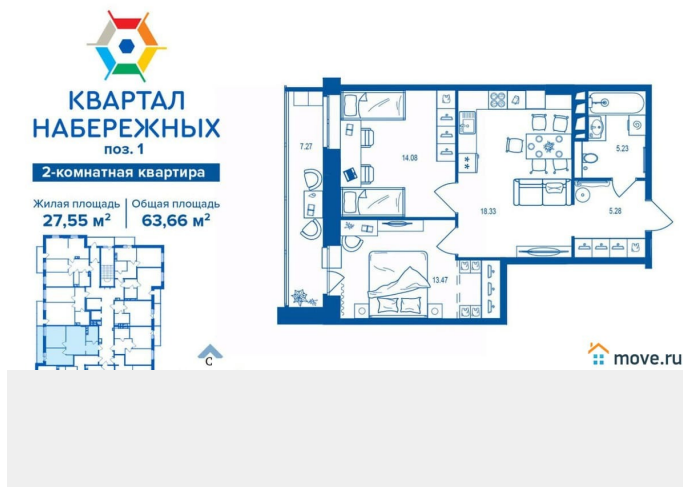 КВАРТАЛ
НАБЕРЕЖНЫХ
поз. 1
2-комнатная квартира
Жилая площадь
27,55 м²
Общая площадь
63,66 м²
7.27
14.08
18.33
5.23
5.28
13.47
С
move.ru